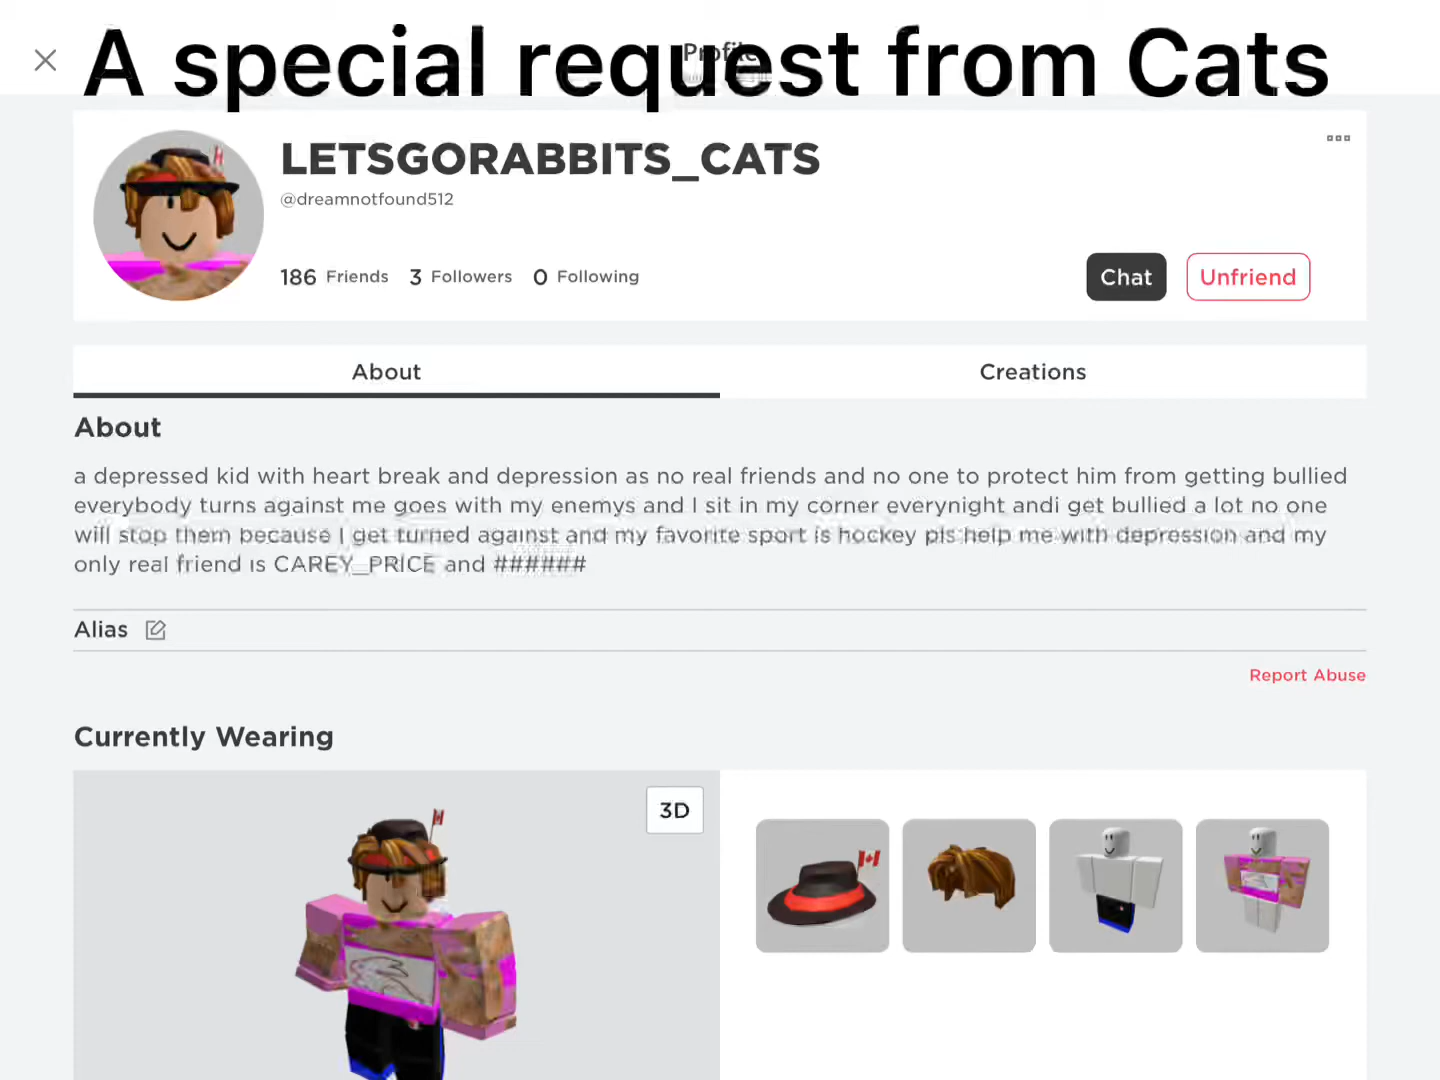 A special request from Cats
Profile
LETSGORABBITS_CATS
@dreamnotfound512
186 Friends 3 Followers 0 Following
Chat
Unfriend
About
Creations
About
a depressed kid with heart break and depression as no real friends and no one to protect him from getting bullied
everybody turns against me goes with my enemys and I sit in my corner everynight andi get bullied a lot no one
will stop them because I get turned against and my favorite sport is hockey pls help me with depression and my
only real friend is CAREY_PRICE and ######
Alias
Report Abuse
Currently Wearing
3D